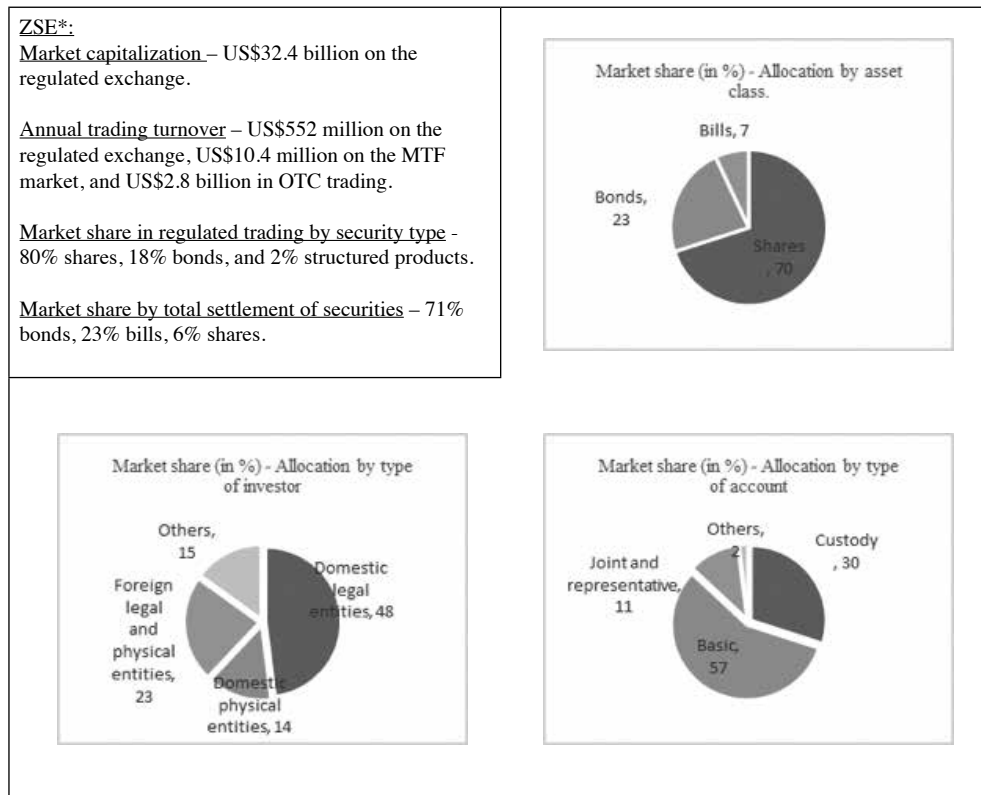 ZSE*:
Market capitalization – US$32.4 billion on the
regulated exchange.
Annual trading turnover – US$552 million on the
regulated exchange, US$10.4 million on the MTF
market, and US$2.8 billion in OTC trading.
Market share in regulated trading by security type -
80% shares, 18% bonds, and 2% structured products.
Market share by total settlement of securities – 71%
bonds, 23% bills, 6% shares.
Market share (in %) - Allocation by asset
class.
Bills, 7
Bonds,
23
Shares
, 70
Market share (in %) - Allocation by type
of investor
Others,
15
Domestic
legal
entities, 48
Foreign
legal
and
physical
entities,
23
Domestic
physical
entities, 14
Market share (in %) - Allocation by type
of account
Others,
2
Custody
, 30
Joint and
representative,
11
Basic,
57